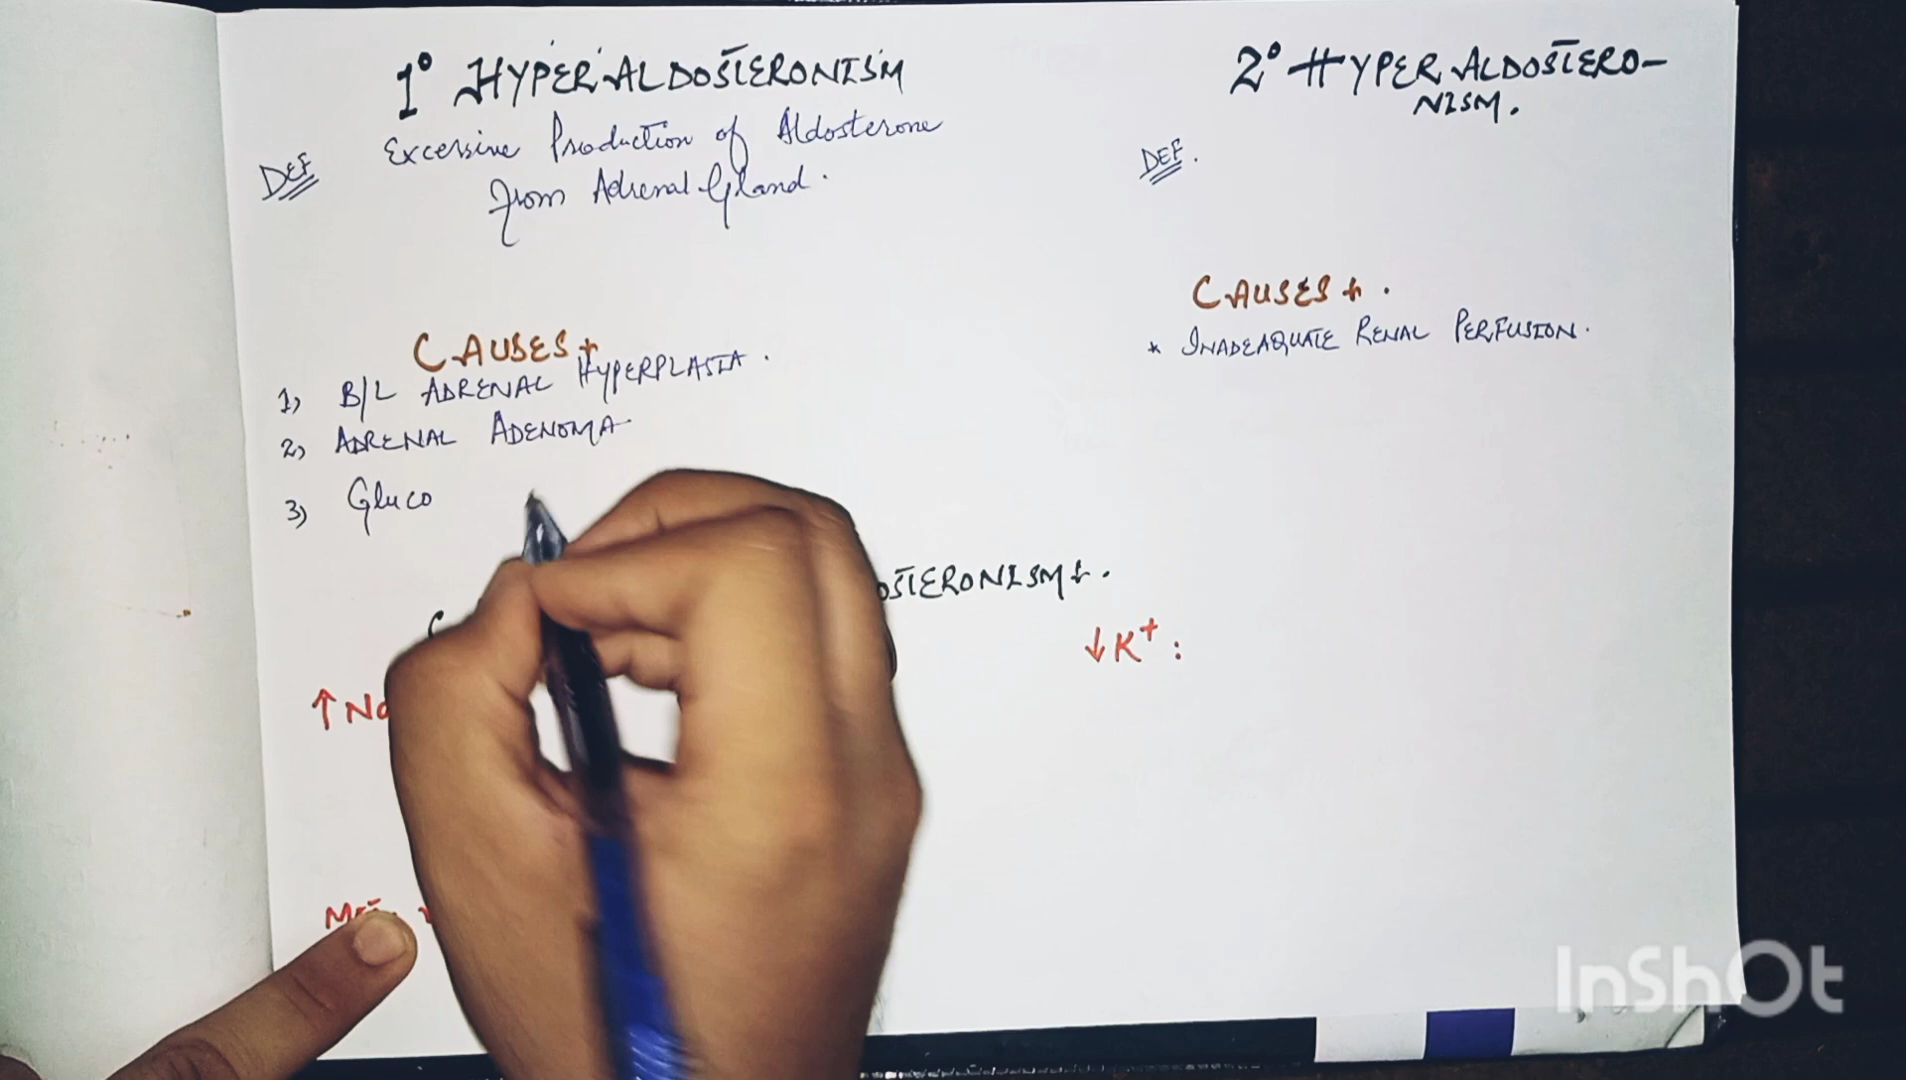 1° HYPERALDOSTERONISM
DEF Excessive Production of Aldosterone
from Adrenal Gland.
CAUSES
1) B/L ADRENAL HYPERPLASIA.
2) ADRENAL ADENOMA
3) Gluco
OSTERONISM
↑ Na
2° HYPERALDOSTERO-
NISM.
DEF.
CAUSES
* INADEAQUATE RENAL PERFUSION.
↓K+ :
InShOt